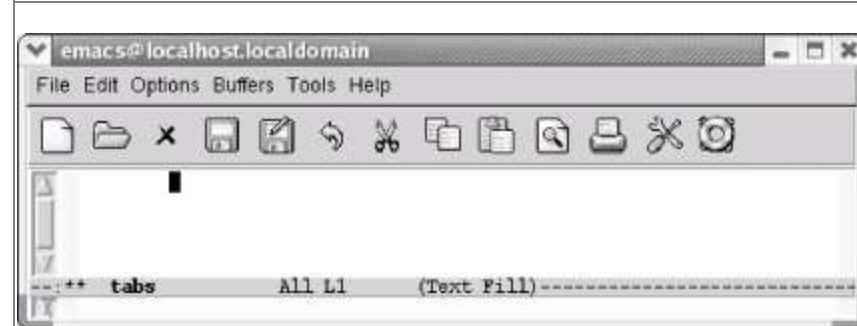 emacs@localhost.localdomain
File Edit Options Buffers Tools Help
--:** tabs All L1 (Text Fill)----------------------------